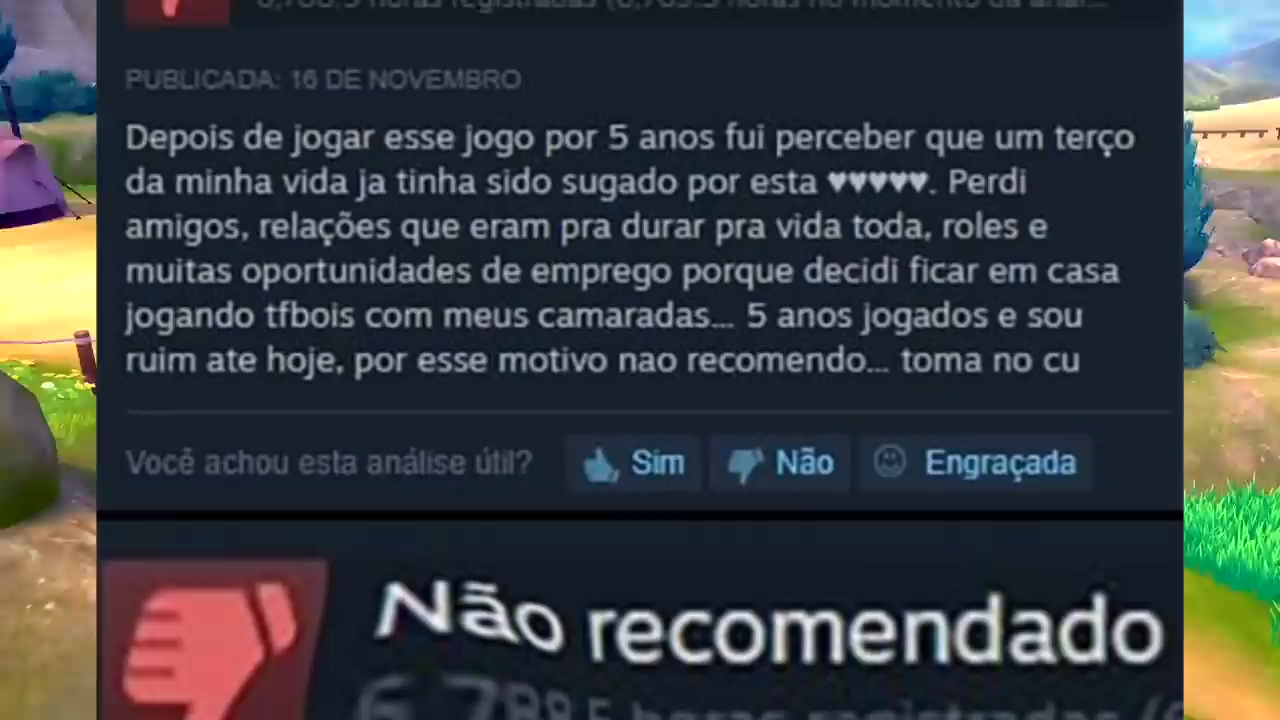 horas registradas
PUBLICADA: 16 DE NOVEMBRO
Depois de jogar esse jogo por 5 anos fui perceber que um terço
da minha vida ja tinha sido sugado por esta ♥♥♥♥♥. Perdi
amigos, relações que eram pra durar pra vida toda, roles e
muitas oportunidades de emprego porque decidi ficar em casa
jogando tfbois com meus camaradas... 5 anos jogados e sou
ruim ate hoje, por esse motivo nao recomendo... toma no cu
Você achou esta análise útil? Sim Não Engraçada
Não recomendado
horas registradas